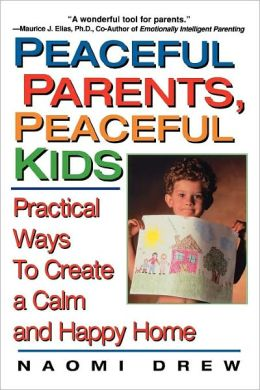 "A wonderful tool for parents."
—Maurice J. Elias, Ph.D., Co-Author of Emotionally Intelligent Parenting
PEACEFUL
PARENTS,
PEACEFUL
KIDS
Practical
Ways
To Create
a Calm
and Happy Home
NAOMI DREW